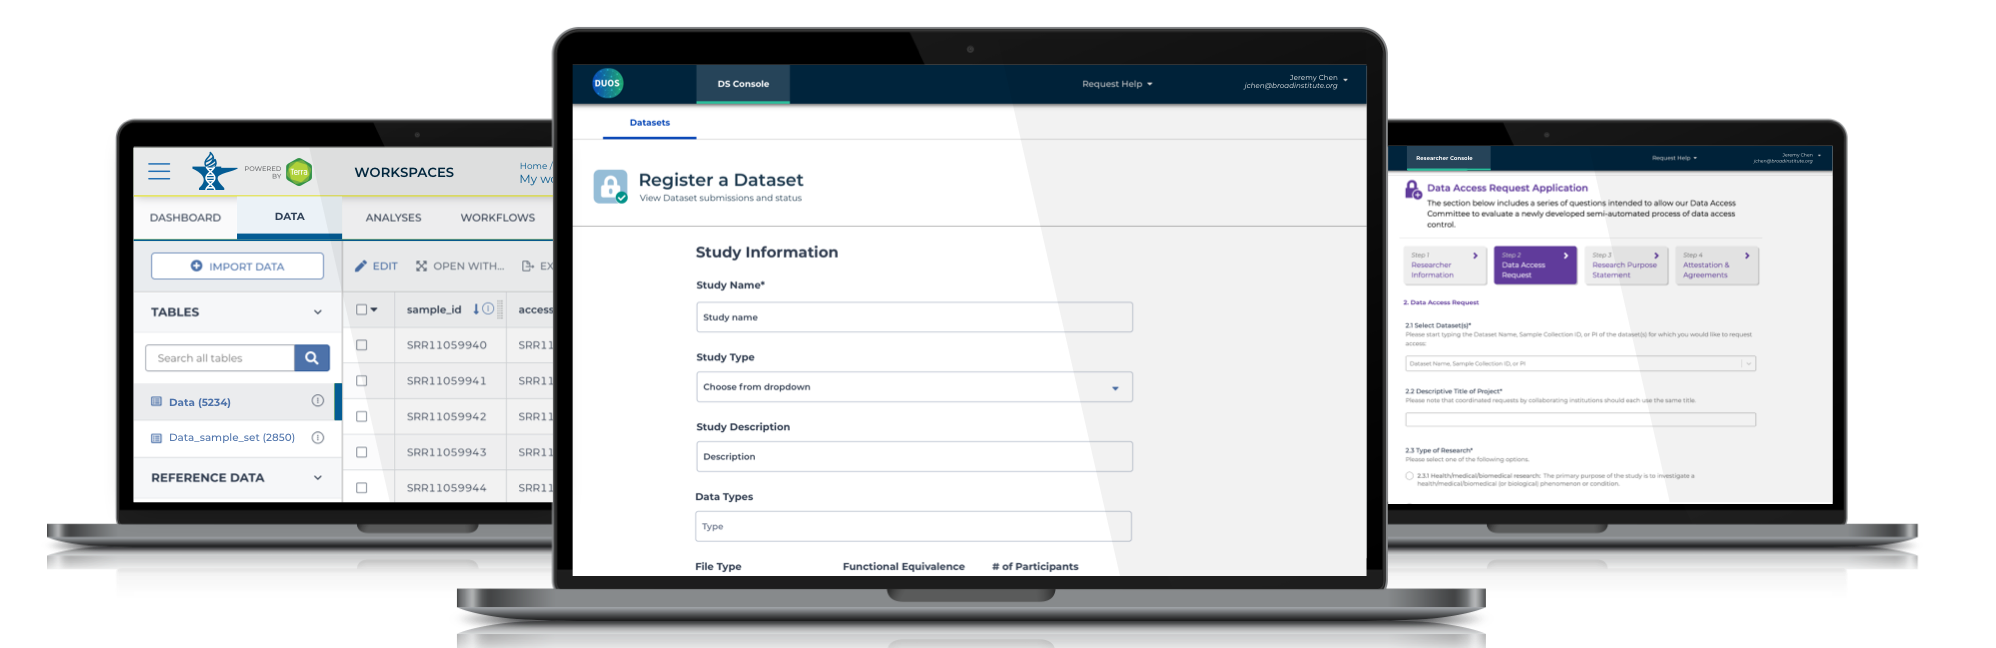 POWERED
BY
Terra
WORKSPACES
Home /
My wo
DASHBOARD
DATA
ANALYSES
WORKFLOWS
IMPORT DATA
EDIT
OPEN WITH...
EX
TABLES
sample_id
access
Search all tables
SRR11059940
SRR11
SRR11059941
SRR11
Data (5234)
SRR11059942
SRR11
Data_sample_set (2850)
SRR11059943
SRR11
REFERENCE DATA
SRR11059944
SRR11
DUOS
DS Console
Request Help
Jeremy Chen
jchen@broadinstitute.org
Datasets
Register a Dataset
View Dataset submissions and status
Study Information
Study Name*
Study name
Study Type
Choose from dropdown
Study Description
Description
Data Types
Type
File Type
Functional Equivalence
# of Participants
Researcher Console
Request Help
Jeremy Chen
jchen@broadinstitute.org
Data Access Request Application
The section below includes a series of questions intended to allow our Data Access
Committee to evaluate a newly developed semi-automated process of data access
control.
Step 1
Researcher
Information
Step 2
Data Access
Request
Step 3
Research Purpose
Statement
Step 4
Attestation &
Agreements
2. Data Access Request
2.1 Select Dataset(s)*
Please start typing the Dataset Name, Sample Collection ID, or PI of the dataset(s) for which you would like to request
access:
Dataset Name, Sample Collection ID, or PI
2.2 Descriptive Title of Project*
Please note that coordinated requests by collaborating institutions should each use the same title.
2.3 Type of Research*
Please select one of the following options.
2.3.1 Health/medical/biomedical research: The primary purpose of the study is to investigate a
health/medical/biomedical (or biological) phenomenon or condition.